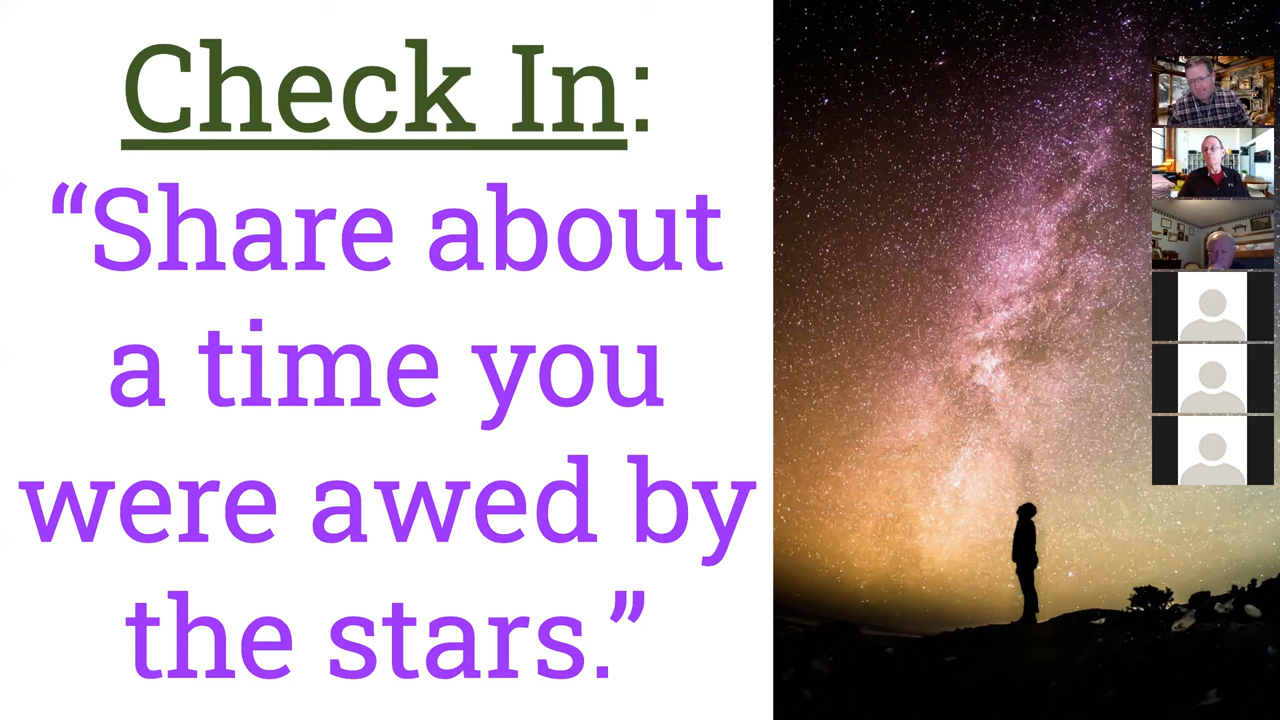 Check In:
“Share about
a time you
were awed by
the stars.”